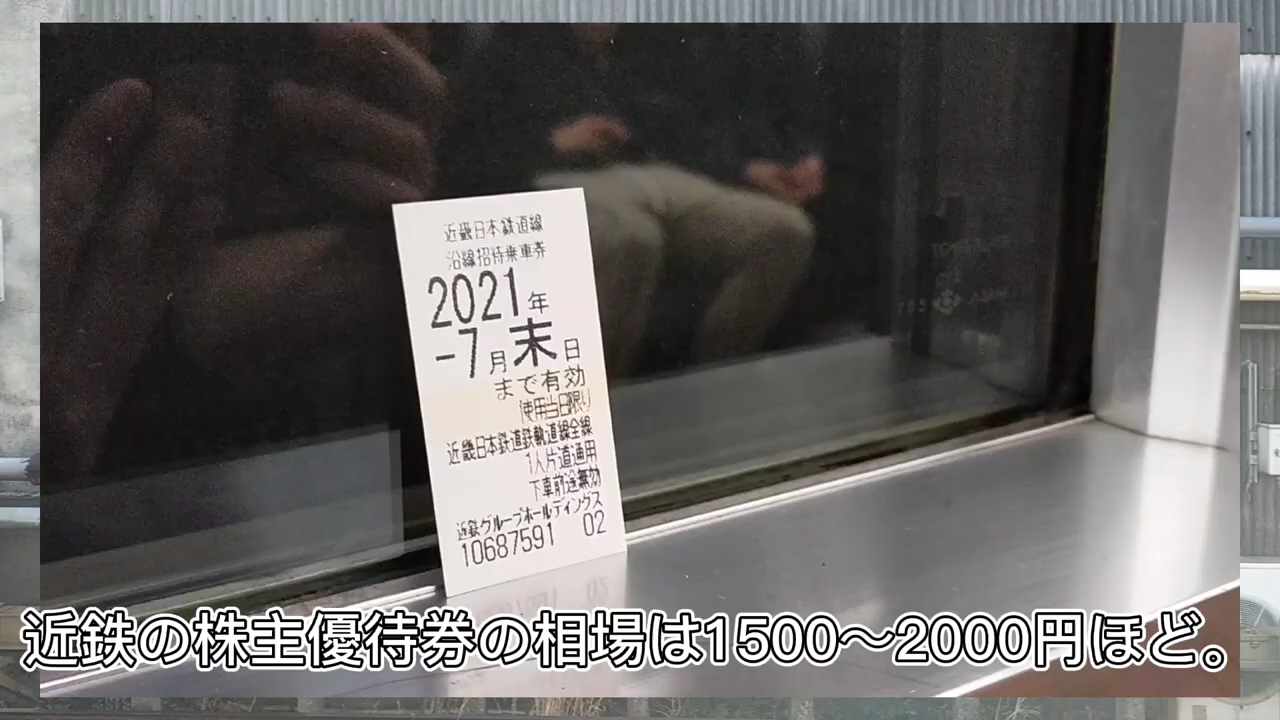 近畿日本鉄道線
沿線招待乗車券
2021年
-7月末日
まで有効
使用当日限り
近畿日本鉄道鉄軌道線全線
1人片道通用
下車前途無効
近鉄グループホールディングス
10687591 02
近鉄の株主優待券の相場は1500〜2000円ほど。